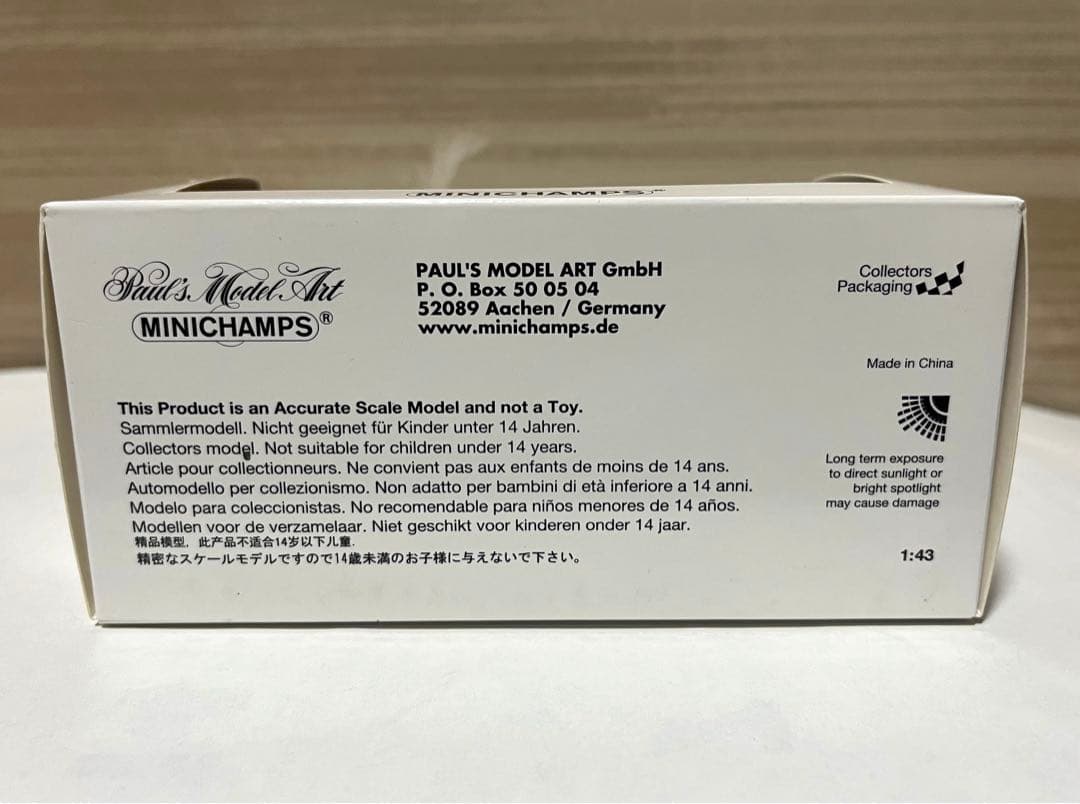 MINICHAMPS®
Paul's Model Art
MINICHAMPS®
PAUL'S MODEL ART GmbH
P. O. Box 50 05 04
52089 Aachen / Germany
www.minichamps.de
Collectors
Packaging
Made in China
This Product is an Accurate Scale Model and not a Toy.
Sammlermodell. Nicht geeignet für Kinder unter 14 Jahren.
Collectors model. Not suitable for children under 14 years.
Article pour collectionneurs. Ne convient pas aux enfants de moins de 14 ans.
Automodello per collezionismo. Non adatto per bambini di età inferiore a 14 anni.
Modelo para coleccionistas. No recomendable para niños menores de 14 años.
Modellen voor de verzamelaar. Niet geschikt voor kinderen onder 14 jaar.
精品模型，此产品不适合14岁以下儿童.
精密なスケールモデルですので14歳未満のお子様に与えないで下さい。
Long term exposure
to direct sunlight or
bright spotlight
may cause damage
1:43